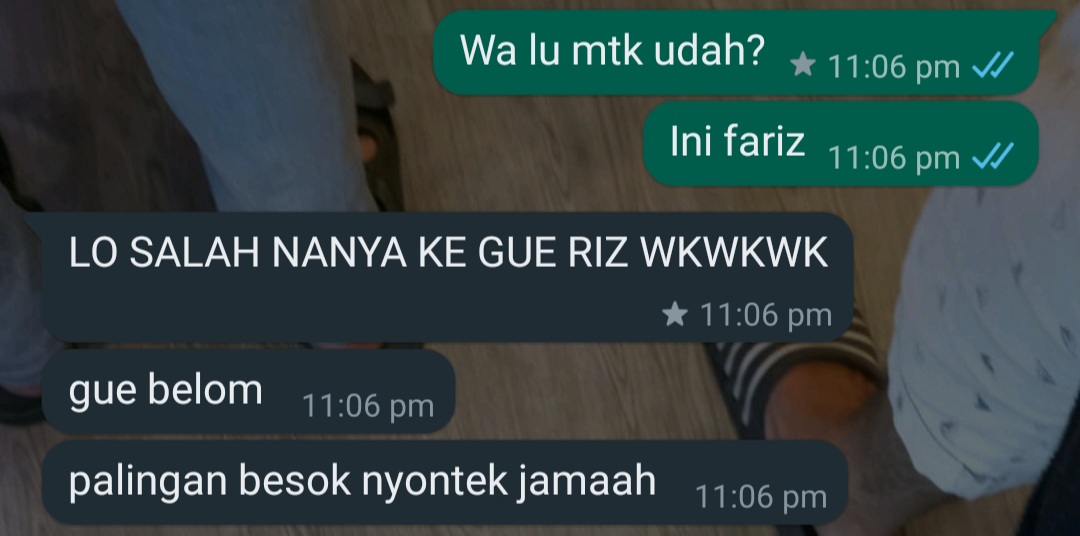 Wa lu mtk udah? 11:06 pm
Ini fariz 11:06 pm
LO SALAH NANYA KE GUE RIZ WKWKWK
11:06 pm
gue belom 11:06 pm
palingan besok nyontek jamaah 11:06 pm